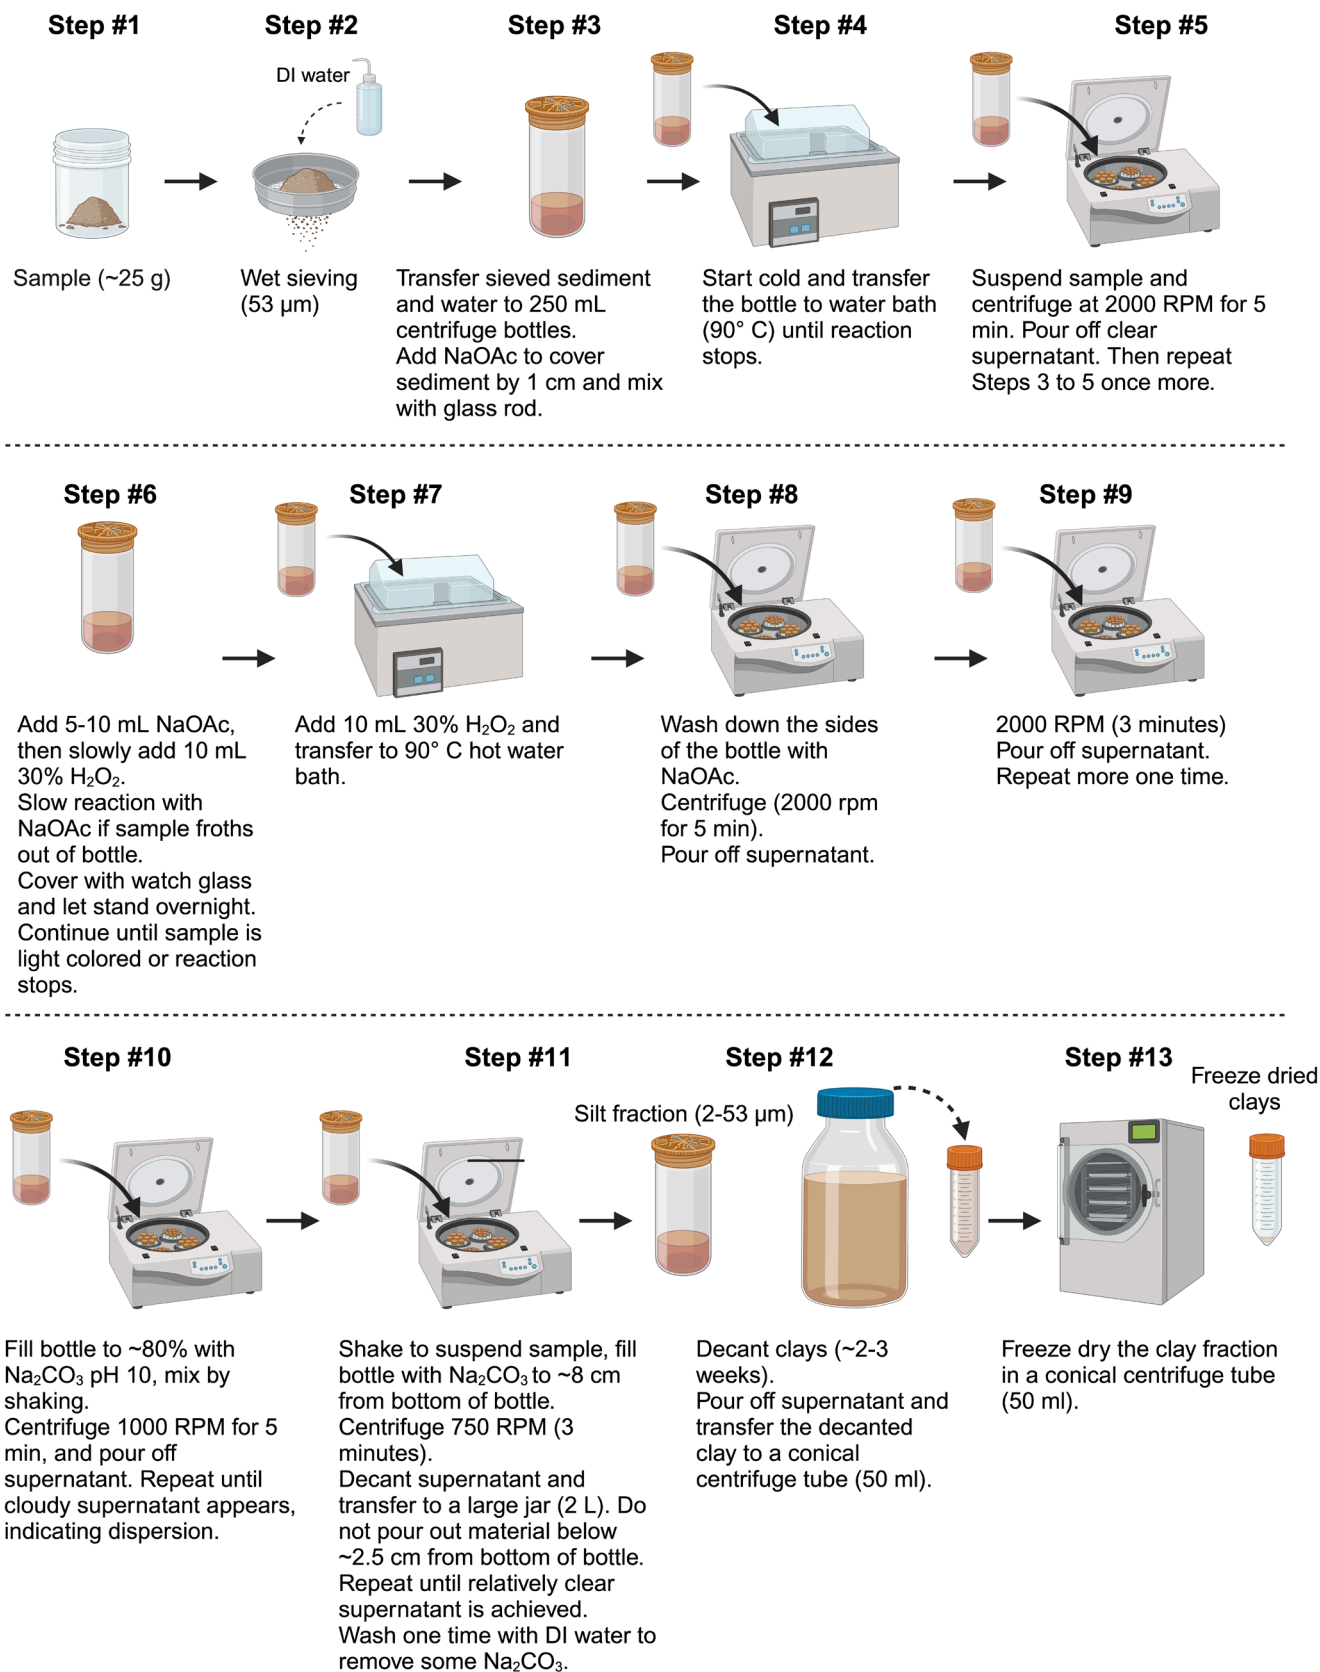 Step #1
Step #2
Step #3
Step #4
Step #5
DI water
Sample (~25 g)
Wet sieving
(53 µm)
Transfer sieved sediment
and water to 250 mL
centrifuge bottles.
Add NaOAc to cover
sediment by 1 cm and mix
with glass rod.
Start cold and transfer
the bottle to water bath
(90° C) until reaction
stops.
Suspend sample and
centrifuge at 2000 RPM for 5
min. Pour off clear
supernatant. Then repeat
Steps 3 to 5 once more.
Step #6
Step #7
Step #8
Step #9
Add 5-10 mL NaOAc,
then slowly add 10 mL
30% H₂O₂.
Slow reaction with
NaOAc if sample froths
out of bottle.
Cover with watch glass
and let stand overnight.
Continue until sample is
light colored or reaction
stops.
Add 10 mL 30% H₂O₂ and
transfer to 90° C hot water
bath.
Wash down the sides
of the bottle with
NaOAc.
Centrifuge (2000 rpm
for 5 min).
Pour off supernatant.
2000 RPM (3 minutes)
Pour off supernatant.
Repeat more one time.
Step #10
Step #11
Step #12
Step #13
Silt fraction (2-53 µm)
Freeze dried
clays
Fill bottle to ~80% with
Na₂CO₃ pH 10, mix by
shaking.
Centrifuge 1000 RPM for 5
min, and pour off
supernatant. Repeat until
cloudy supernatant appears,
indicating dispersion.
Shake to suspend sample, fill
bottle with Na₂CO₃ to ~8 cm
from bottom of bottle.
Centrifuge 750 RPM (3
minutes).
Decant supernatant and
transfer to a large jar (2 L). Do
not pour out material below
~2.5 cm from bottom of bottle.
Repeat until relatively clear
supernatant is achieved.
Wash one time with DI water to
remove some Na₂CO₃.
Decant clays (~2-3
weeks).
Pour off supernatant and
transfer the decanted
clay to a conical
centrifuge tube (50 ml).
Freeze dry the clay fraction
in a conical centrifuge tube
(50 ml).